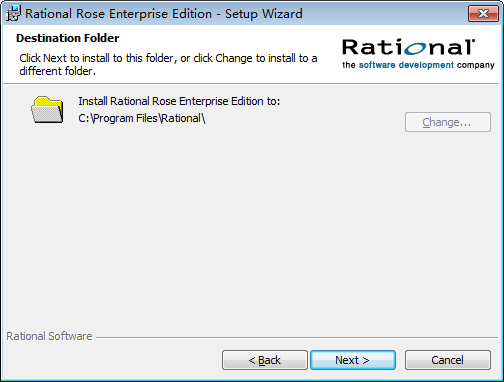 Rational Rose Enterprise Edition - Setup Wizard
Destination Folder
Click Next to install to this folder, or click Change to install to a
different folder.
Rational®
the software development company
Install Rational Rose Enterprise Edition to:
C:\Program Files\Rational\
Change...
Rational Software
< Back
Next >
Cancel